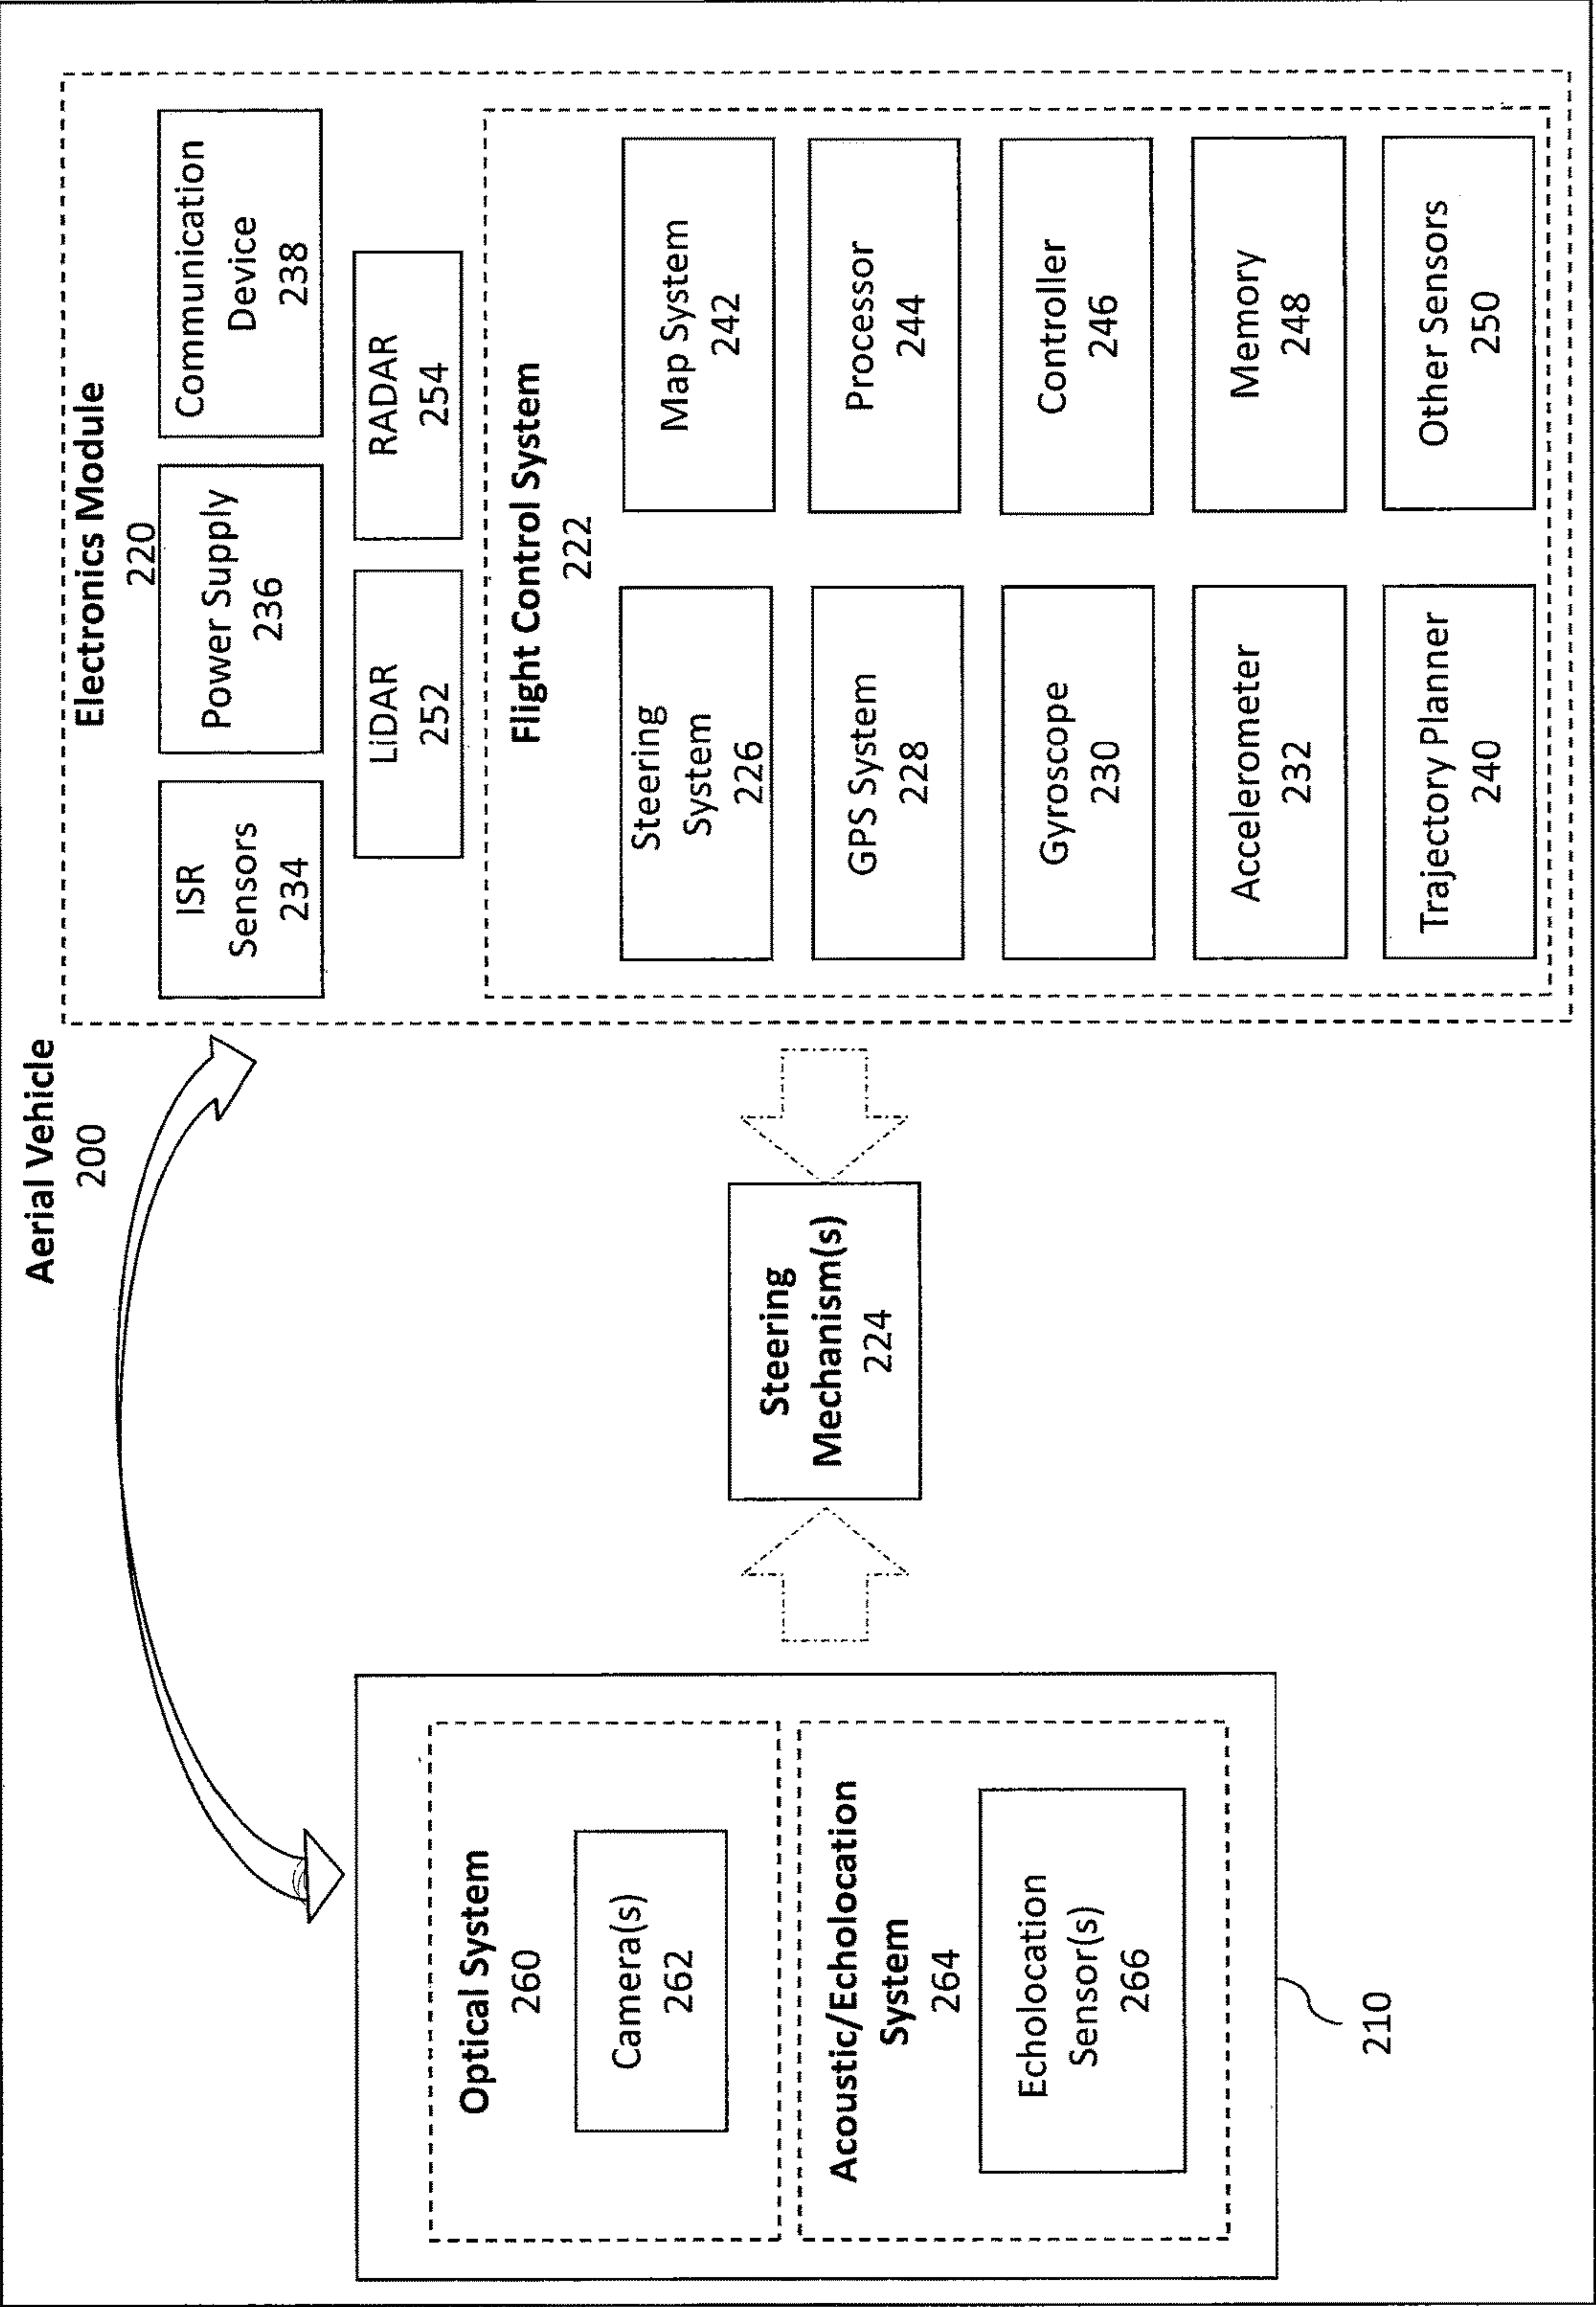 Aerial Vehicle
200
Optical System
260
Camera(s)
262
Acoustic/Echolocation
System
264
Echolocation
Sensor(s)
266
210
Steering
Mechanism(s)
224
Electronics Module
220
ISR
Sensors
234
Power Supply
236
Communication
Device
238
LiDAR
252
RADAR
254
Flight Control System
222
Steering
System
226
Map System
242
GPS System
228
Processor
244
Gyroscope
230
Controller
246
Accelerometer
232
Memory
248
Trajectory Planner
240
Other Sensors
250